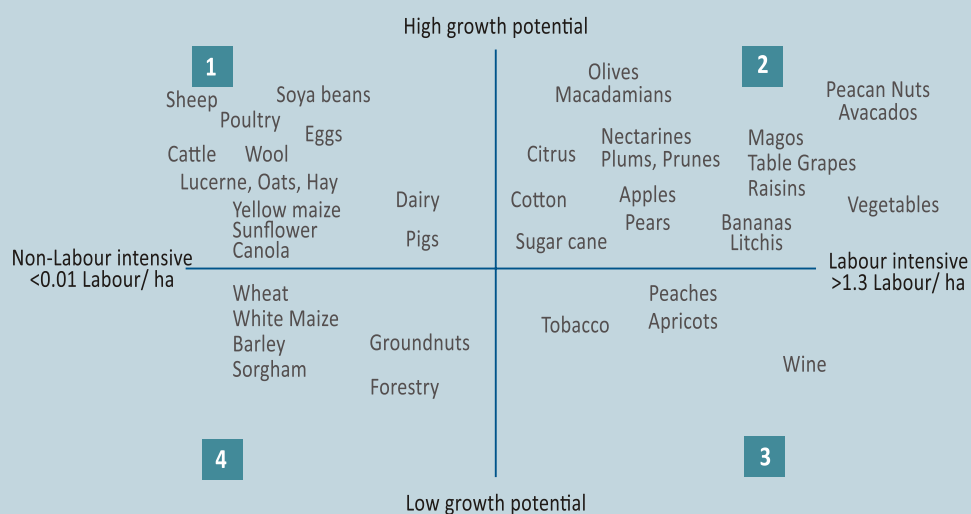 High growth potential
1
2
Sheep
Soya beans
Poultry
Eggs
Cattle
Wool
Lucerne, Oats, Hay
Yellow maize
Sunflower
Canola
Dairy
Pigs
Olives
Macadamians
Peacan Nuts
Avacados
Citrus
Nectarines
Plums, Prunes
Magos
Table Grapes
Raisins
Cotton
Apples
Pears
Vegetables
Sugar cane
Bananas
Litchis
Non-Labour intensive
<0.01 Labour/ ha
Labour intensive
>1.3 Labour/ ha
Wheat
White Maize
Barley
Sorgham
Groundnuts
Forestry
Peaches
Apricots
Tobacco
Wine
4
3
Low growth potential